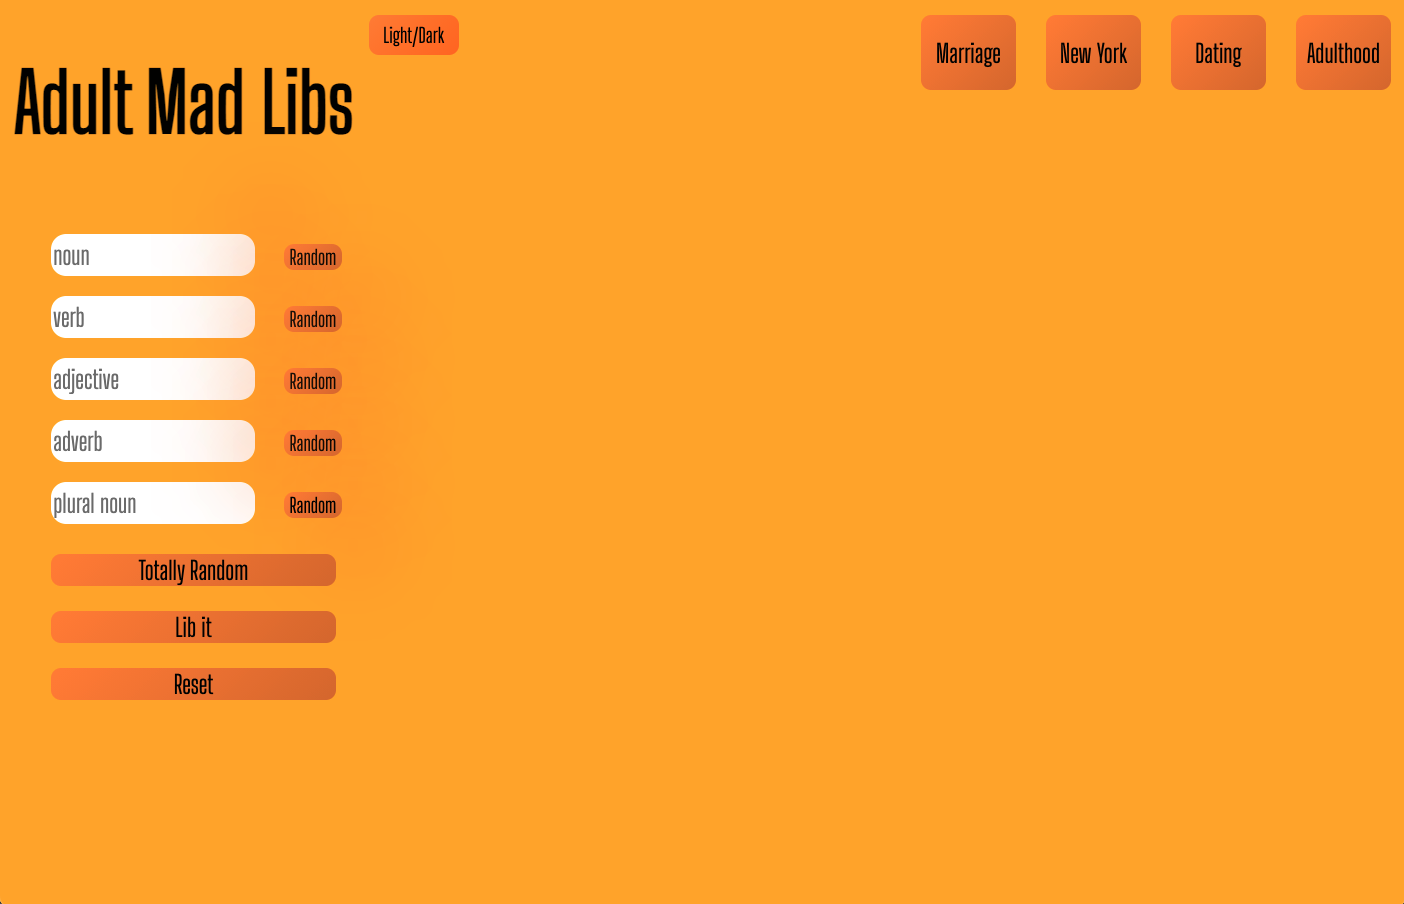 Light/Dark
Marriage
New York
Dating
Adulthood
Adult Mad Libs
noun
Random
verb
Random
adjective
Random
adverb
Random
plural noun
Random
Totally Random
Lib it
Reset